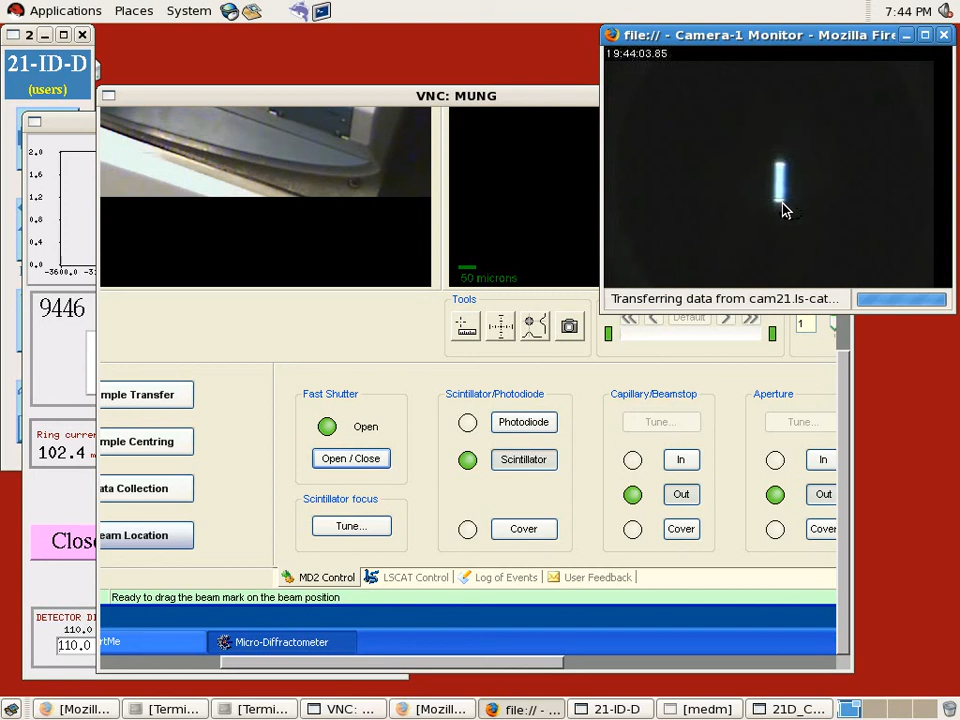 Applications Places System
7:44 PM
2
21-ID-D
(users)
file:// - Camera-1 Monitor - Mozilla Fire
19:44:03.85
VNC: MUNG
2.0
1.6
1.2
0.8
0.4
0.0
-3600.0
50 microns
Transferring data from cam21.ls-cat...
Tools
Default
1
9446
mple Transfer
Fast Shutter
Scintillator/Photodiode
Capillary/Beamstop
Aperture
Open
Photodiode
Tune...
Tune...
Ring curren
102.4
mple Centring
Open / Close
Scintillator
In
In
ata Collection
Scintillator focus
Out
Out
Close
eam Location
Tune...
Cover
Cover
Cover
MD2 Control
LSCAT Control
Log of Events
User Feedback
Ready to drag the beam mark on the beam position
DETECTOR DI
110.0
110.0
rtMe
Micro-Diffractometer
[Mozill...
[Termi...
[Termi...
VNC: ...
[Mozill...
file:// - ...
21-ID-D
[medm]
21D_C...